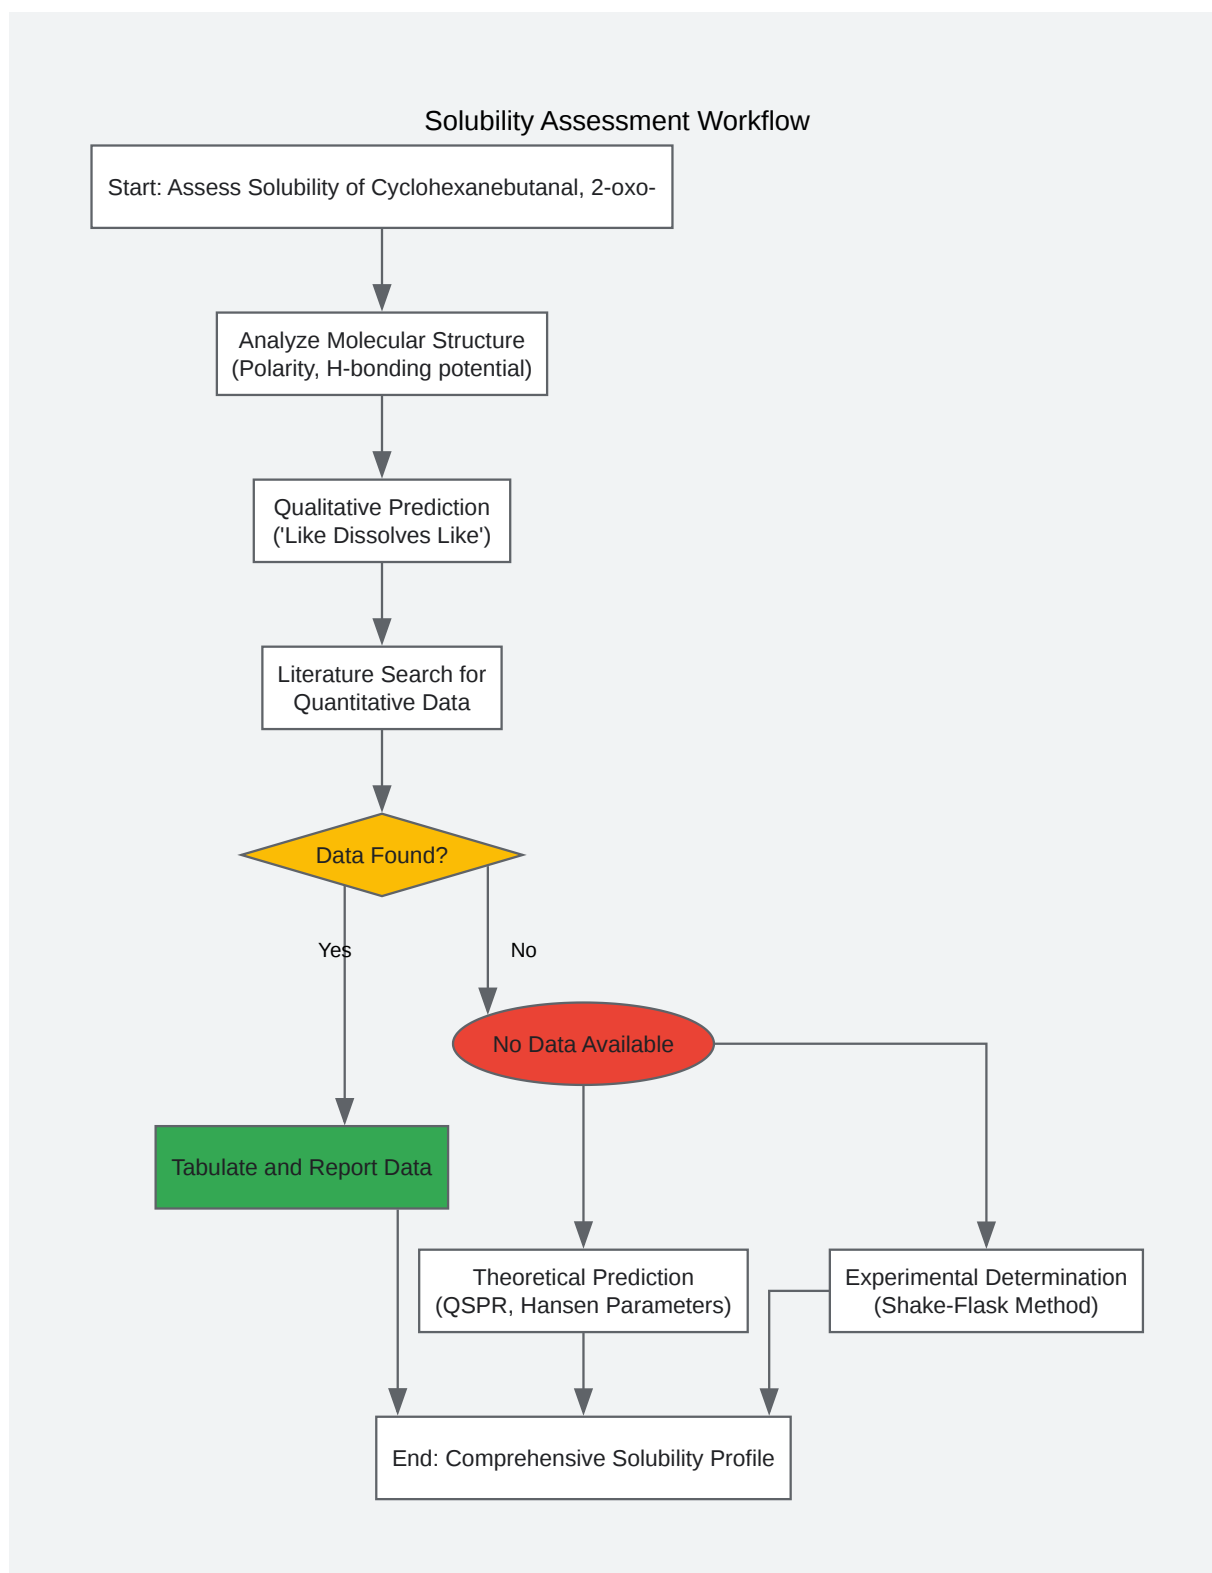 Solubility Assessment Workflow
Start: Assess Solubility of Cyclohexanebutanal, 2-oxo-
Analyze Molecular Structure
(Polarity, H-bonding potential)
Qualitative Prediction
('Like Dissolves Like')
Literature Search for
Quantitative Data
Data Found?
Yes
No
No Data Available
Tabulate and Report Data
Theoretical Prediction
(QSPR, Hansen Parameters)
Experimental Determination
(Shake-Flask Method)
End: Comprehensive Solubility Profile